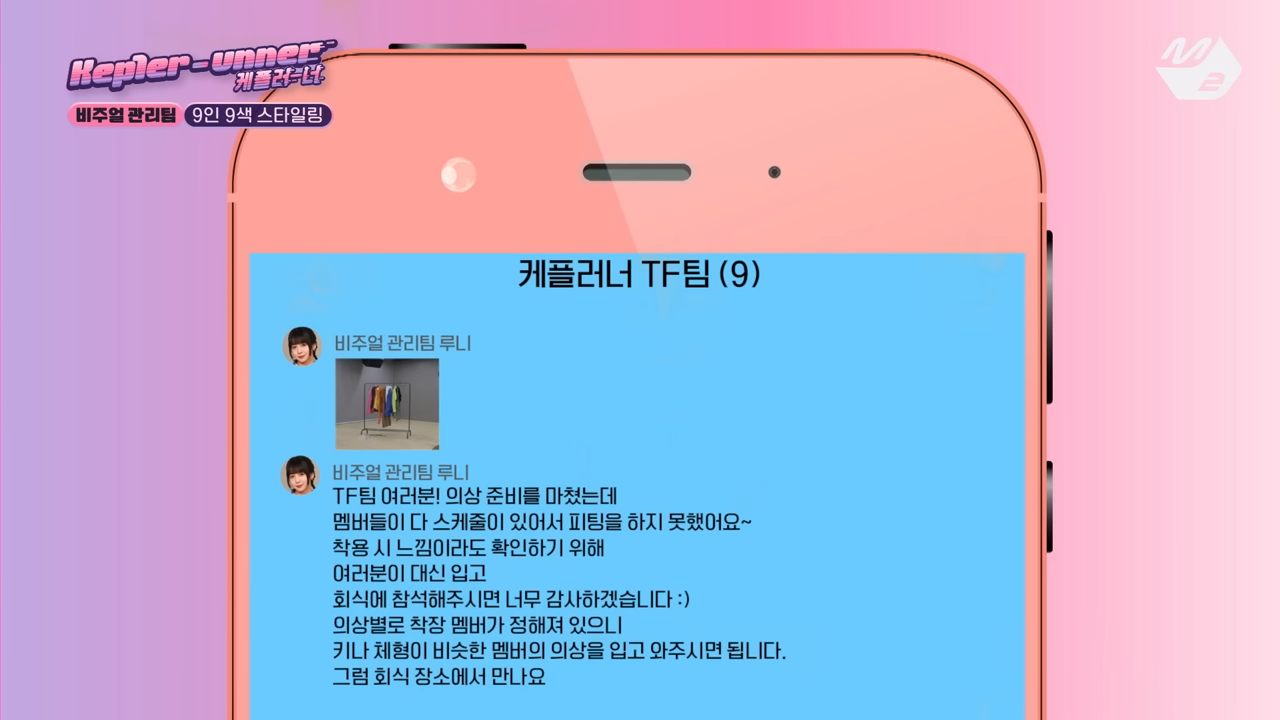 Kepler-unner
케플러-너
비주얼 관리팀 9인 9색 스타일링
M2
케플러너 TF팀 (9)
비주얼 관리팀 루니
비주얼 관리팀 루니
TF팀 여러분! 의상 준비를 마쳤는데
멤버들이 다 스케줄이 있어서 피팅을 하지 못했어요~
착용 시 느낌이라도 확인하기 위해
여러분이 대신 입고
회식에 참석해주시면 너무 감사하겠습니다 :)
의상별로 착장 멤버가 정해져 있으니
키나 체형이 비슷한 멤버의 의상을 입고 와주시면 됩니다.
그럼 회식 장소에서 만나요